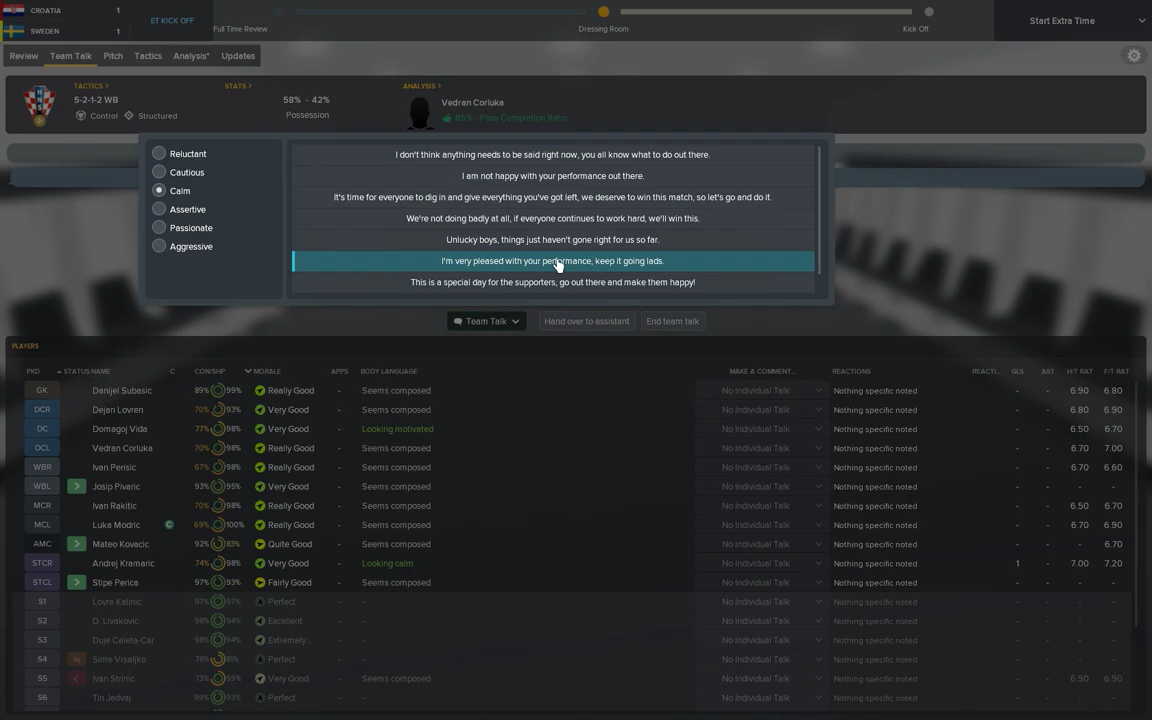 CROATIA 1
SWEDEN 1
ET KICK OFF
Full Time Review
Dressing Room
Kick Off
Start Extra Time
Review Team Talk Pitch Tactics Analysis* Updates
TACTICS >
5-2-1-2 WB
Control Structured
STATS >
58% - 42%
Possession
ANALYSIS >
Vedran Corluka
85% - Pass Completion Ratio
Reluctant
Cautious
Calm
Assertive
Passionate
Aggressive
I don't think anything needs to be said right now, you all know what to do out there.
I am not happy with your performance out there.
It's time for everyone to dig in and give everything you've got left, we deserve to win this match, so let's go and do it.
We're not doing badly at all, if everyone continues to work hard, we'll win this.
Unlucky boys, things just haven't gone right for us so far.
I'm very pleased with your performance, keep it going lads.
This is a special day for the supporters, go out there and make them happy!
Team Talk Hand over to assistant End team talk
PLAYERS
PKD STATUS NAME C CON/SHP MORALE APPS BODY LANGUAGE MAKE A COMMENT... REACTIONS REACTI... GLS AST H/T RAT F/T RAT
GK Danijel Subasic 89% 99% Really Good - Seems composed No Individual Talk Nothing specific noted - - 6.90 6.80
DCR Dejan Lovren 70% 93% Very Good - Seems composed No Individual Talk Nothing specific noted - - 6.80 6.90
DC Domagoj Vida 77% 98% Very Good - Looking motivated No Individual Talk Nothing specific noted - - 6.50 6.70
DCL Vedran Corluka 70% 98% Really Good - Seems composed No Individual Talk Nothing specific noted - - 6.70 7.00
WBR Ivan Perisic 67% 98% Really Good - Seems composed No Individual Talk Nothing specific noted - - 6.70 6.60
WBL Josip Pivaric 93% 95% Very Good - Seems composed No Individual Talk Nothing specific noted - - - -
MCR Ivan Rakitic 70% 98% Really Good - Seems composed No Individual Talk Nothing specific noted - - 6.50 6.70
MCL Luka Modric C 69% 100% Really Good - Seems composed No Individual Talk Nothing specific noted - - 6.70 6.90
AMC Mateo Kovacic 92% 83% Quite Good - Seems composed No Individual Talk Nothing specific noted - - - 6.70
STCR Andrej Kramaric 74% 98% Very Good - Looking calm No Individual Talk Nothing specific noted 1 - 7.00 7.20
STCL Stipe Perica 97% 93% Fairly Good - Seems composed No Individual Talk Nothing specific noted - - - -
S1 Lovre Kalinic 97% 97% Perfect - - No Individual Talk Nothing specific noted - - - -
S2 D. Livakovic 98% 94% Excellent - - No Individual Talk Nothing specific noted - - - -
S3 Duje Caleta-Car 98% 94% Extremely... - - No Individual Talk Nothing specific noted - - - -
S4 Sime Vrsaljko 78% 81% Perfect - - No Individual Talk Nothing specific noted - - - -
S5 Ivan Strinic 73% 99% Very Good - Seems composed No Individual Talk Nothing specific noted - - 6.90 6.90
S6 Tin Jedvaj 99% 93% Perfect - - No Individual Talk Nothing specific noted - - - -